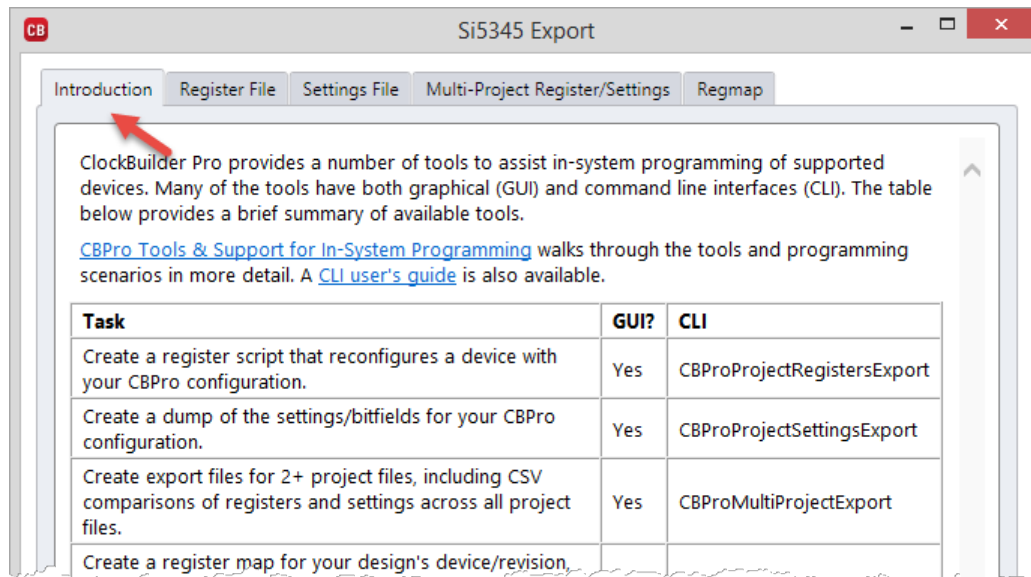 CB
Si5345 Export
Introduction Register File Settings File Multi-Project Register/Settings Regmap
ClockBuilder Pro provides a number of tools to assist in-system programming of supported
devices. Many of the tools have both graphical (GUI) and command line interfaces (CLI). The table
below provides a brief summary of available tools.
CBPro Tools & Support for In-System Programming walks through the tools and programming
scenarios in more detail. A CLI user's guide is also available.
Task GUI? CLI
Create a register script that reconfigures a device with
your CBPro configuration.
Yes CBProProjectRegistersExport
Create a dump of the settings/bitfields for your CBPro
configuration.
Yes CBProProjectSettingsExport
Create export files for 2+ project files, including CSV
comparisons of registers and settings across all project
files.
Yes CBProMultiProjectExport
Create a register map for your design's device/revision,